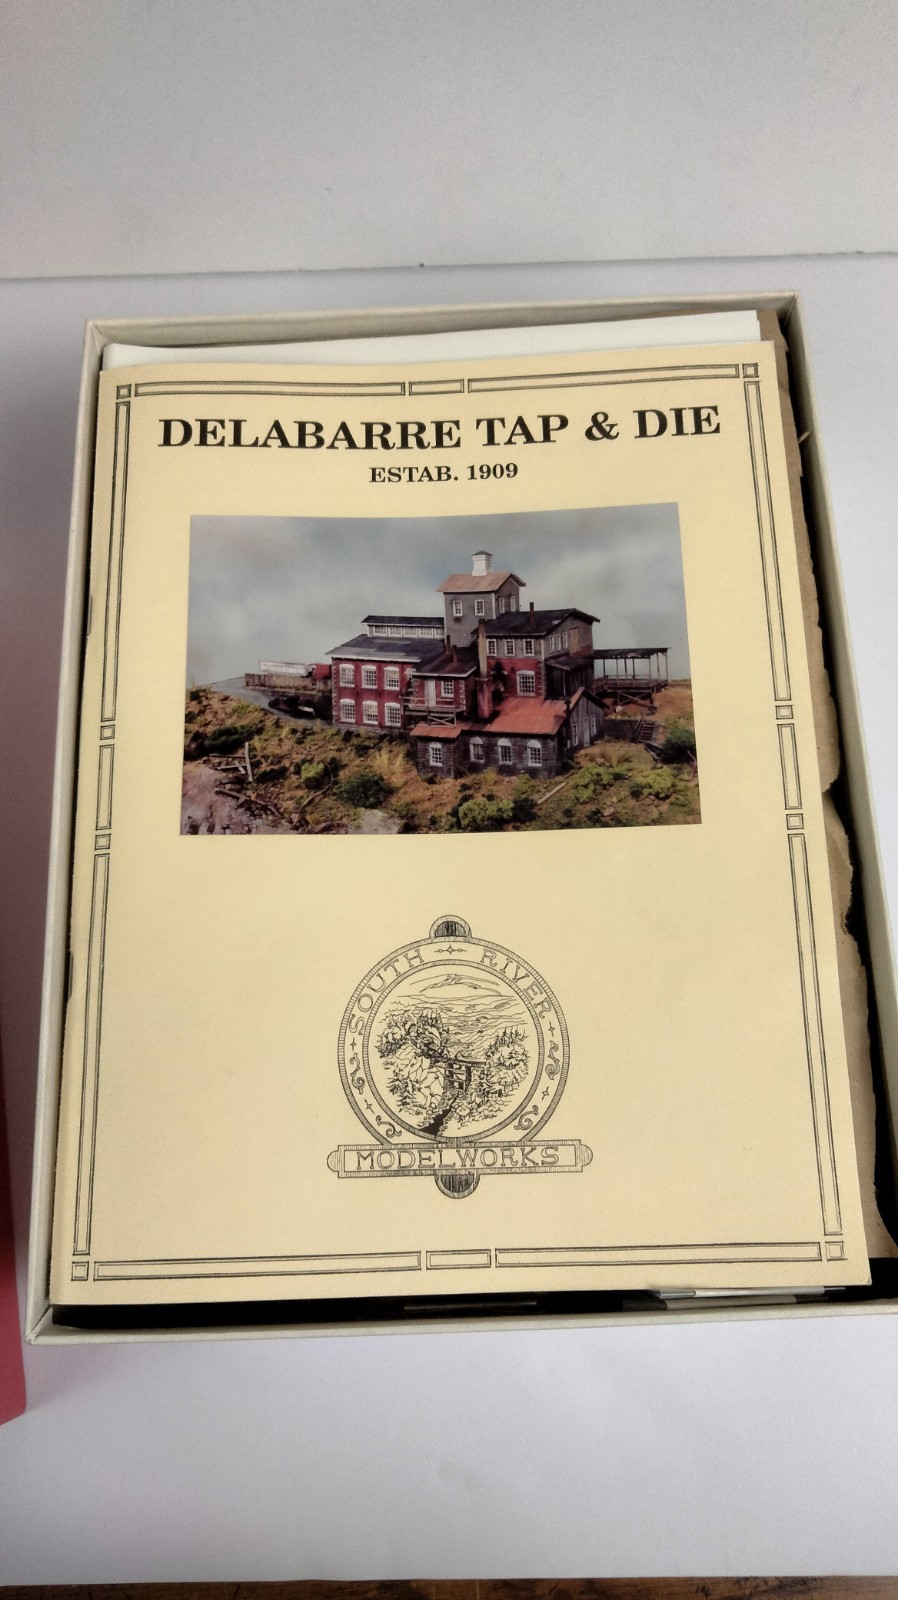 DELABARRE TAP & DIE
ESTAB. 1909
SOUTH RIVER
MODELWORKS